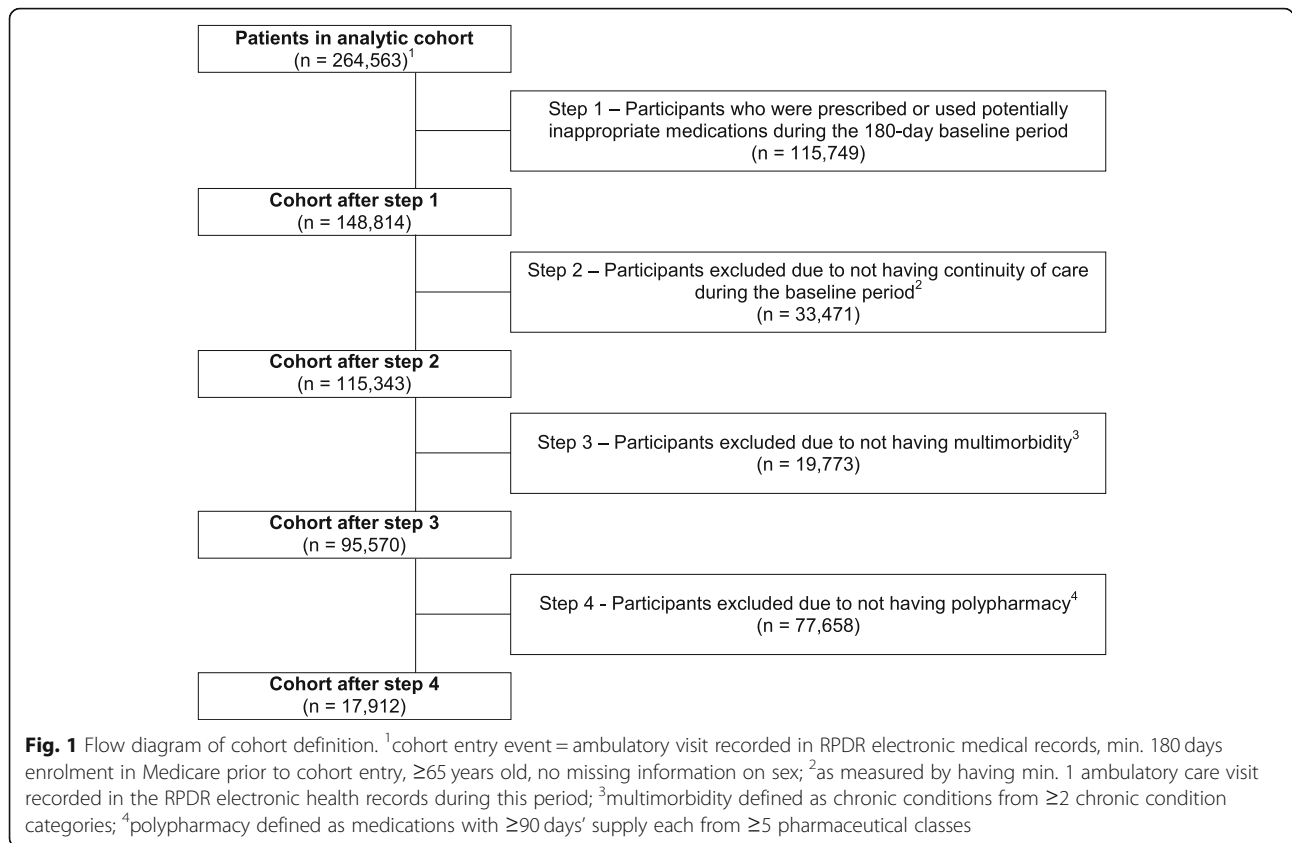 Patients in analytic cohort
(n = 264,563)1
Step 1 – Participants who were prescribed or used potentially
inappropriate medications during the 180-day baseline period
(n = 115,749)
Cohort after step 1
(n = 148,814)
Step 2 – Participants excluded due to not having continuity of care
during the baseline period2
(n = 33,471)
Cohort after step 2
(n = 115,343)
Step 3 – Participants excluded due to not having multimorbidity3
(n = 19,773)
Cohort after step 3
(n = 95,570)
Step 4 - Participants excluded due to not having polypharmacy4
(n = 77,658)
Cohort after step 4
(n = 17,912)
Fig. 1 Flow diagram of cohort definition. 1cohort entry event = ambulatory visit recorded in RPDR electronic medical records, min. 180 days
enrolment in Medicare prior to cohort entry, ≥65 years old, no missing information on sex; 2as measured by having min. 1 ambulatory care visit
recorded in the RPDR electronic health records during this period; 3multimorbidity defined as chronic conditions from ≥2 chronic condition
categories; 4polypharmacy defined as medications with ≥90 days' supply each from ≥5 pharmaceutical classes